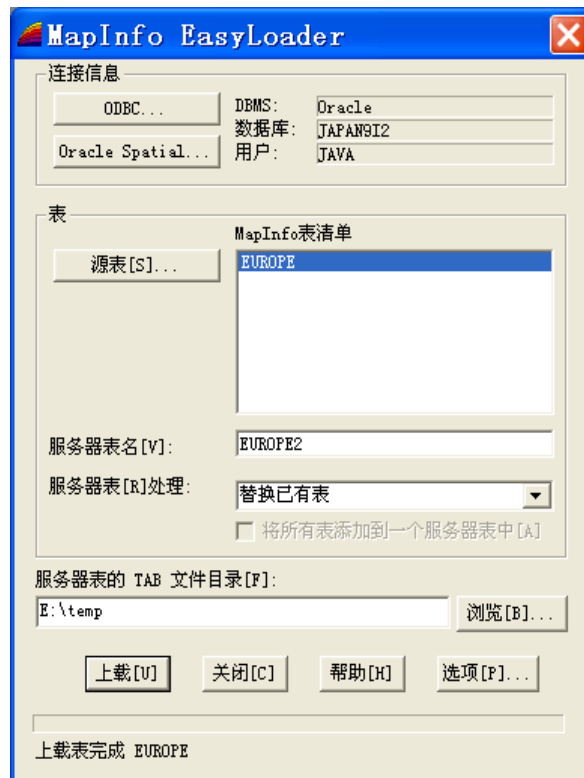 MapInfo EasyLoader
连接信息
ODBC...
DBMS: Oracle
数据库: JAPAN9I2
Oracle Spatial...
用户: JAVA
表
MapInfo表清单
源表[S]...
EUROPE
服务器表名[V]: EUROPE2
服务器表[R]处理: 替换已有表
将所有表添加到一个服务器表中[A]
服务器表的 TAB 文件目录[F]:
E:\temp 浏览[B]...
上载[U] 关闭[C] 帮助[H] 选项[P]...
上载表完成 EUROPE